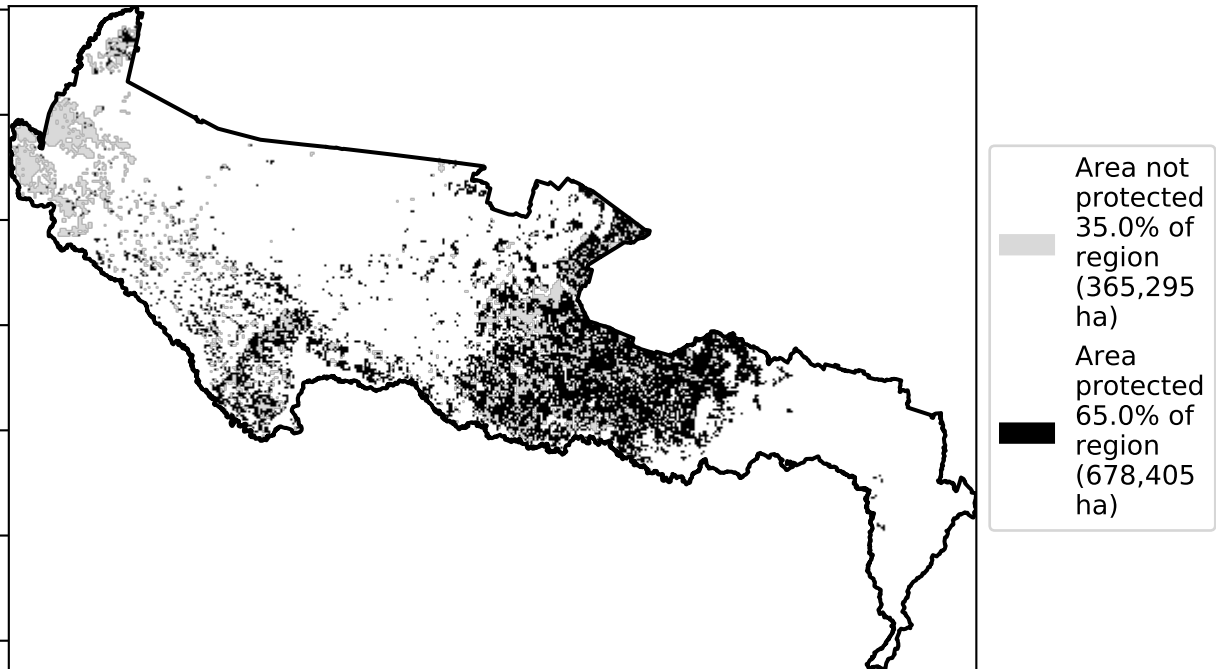 Area not
protected
35.0% of
region
(365,295
ha)
Area
protected
65.0% of
region
(678,405
ha)